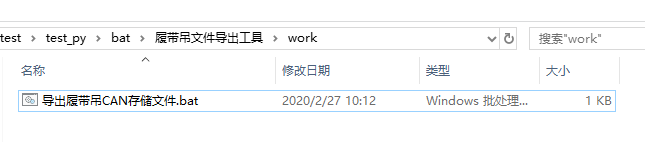 test › test_py › bat › 履带吊文件导出工具 › work 搜索"work"
名称 修改日期 类型 大小
导出履带吊CAN存储文件.bat 2020/2/27 10:12 Windows 批处理... 1 KB